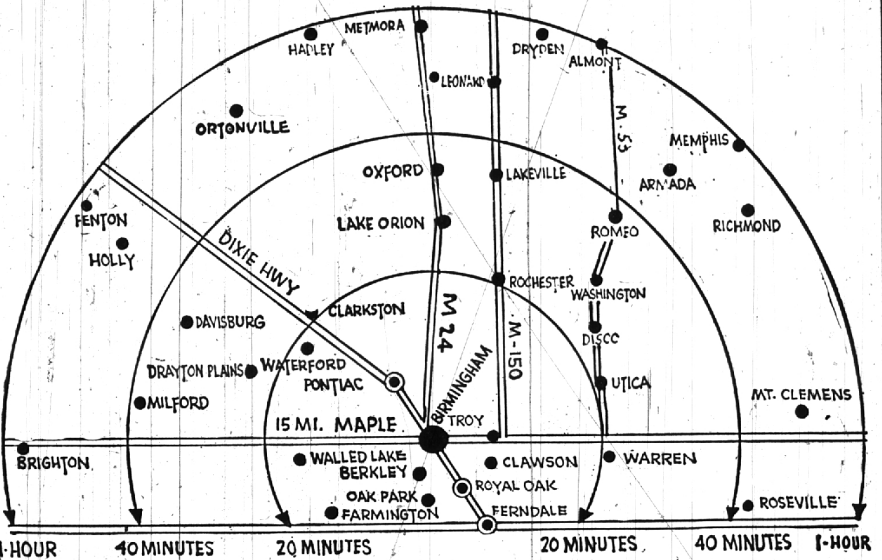 METMORA
HADLEY
DRYDEN
ALMONT
LEONARD
ORTONVILLE
M-53
MEMPHIS
OXFORD
LAKEVILLE
ARMADA
FENTON
LAKE ORION
ROMEO
RICHMOND
HOLLY
DIXIE HWY
ROCHESTER
WASHINGTON
CLARKSTON
DAVISBURG
M 24
M-150
DISCO
DRAYTON PLAINS
WATERFORD
PONTIAC
BIRMINGHAM
UTICA
MILFORD
MT. CLEMENS
15 MI. MAPLE
TROY
BRIGHTON
WALLED LAKE
CLAWSON
WARREN
BERKLEY
ROYAL OAK
OAK PARK
FARMINGTON
FERNDALE
ROSEVILLE
1-HOUR
40 MINUTES
20 MINUTES
20 MINUTES
40 MINUTES
1-HOUR